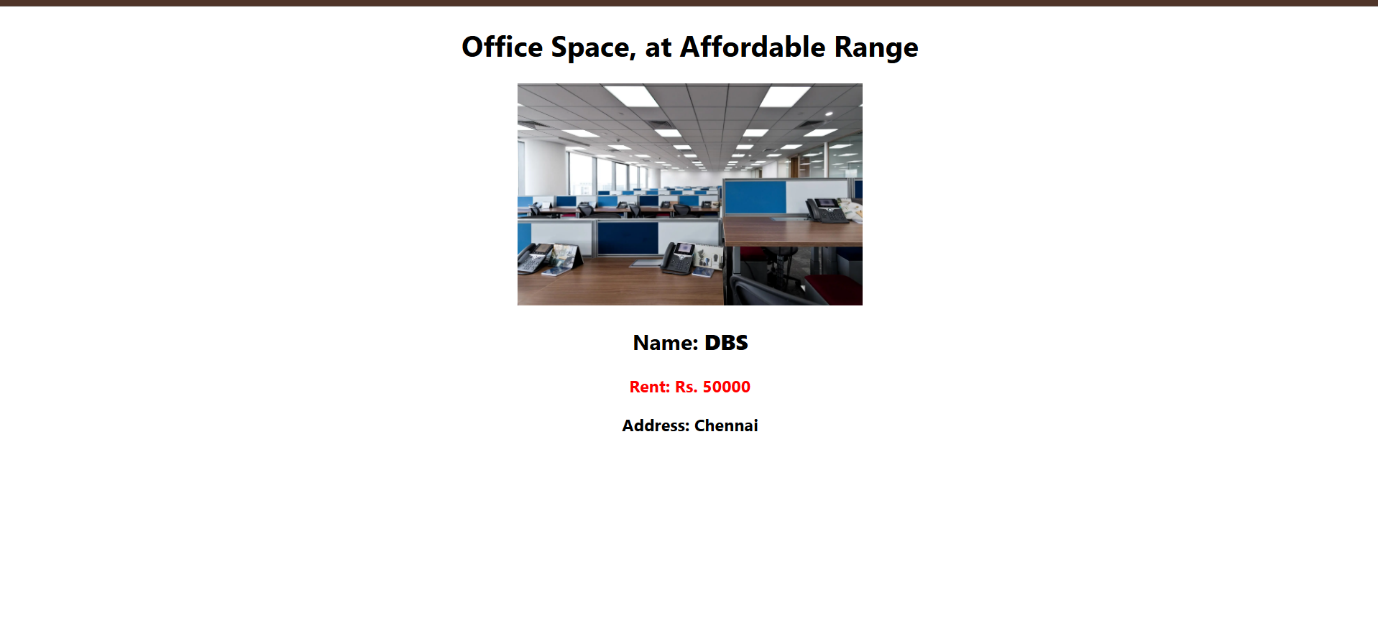 Office Space, at Affordable Range
Name: DBS
Rent: Rs. 50000
Address: Chennai